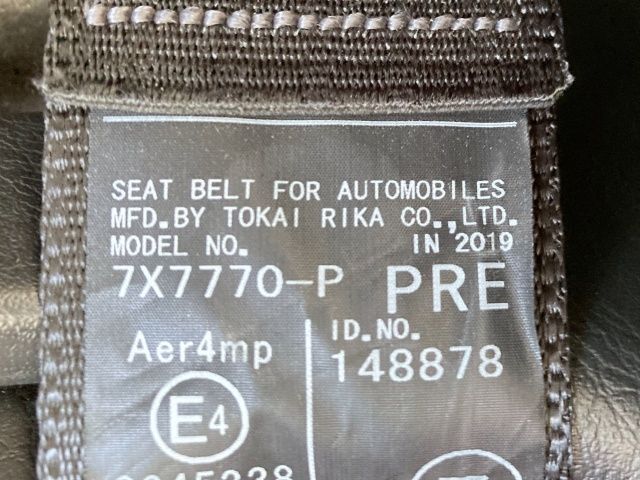 SEAT BELT FOR AUTOMOBILES
MFD.BY TOKAI RIKA CO.,LTD.
MODEL NO. IN 2019
7X7770-P PRE
Aer4mp
ID.NO.
148878
E4